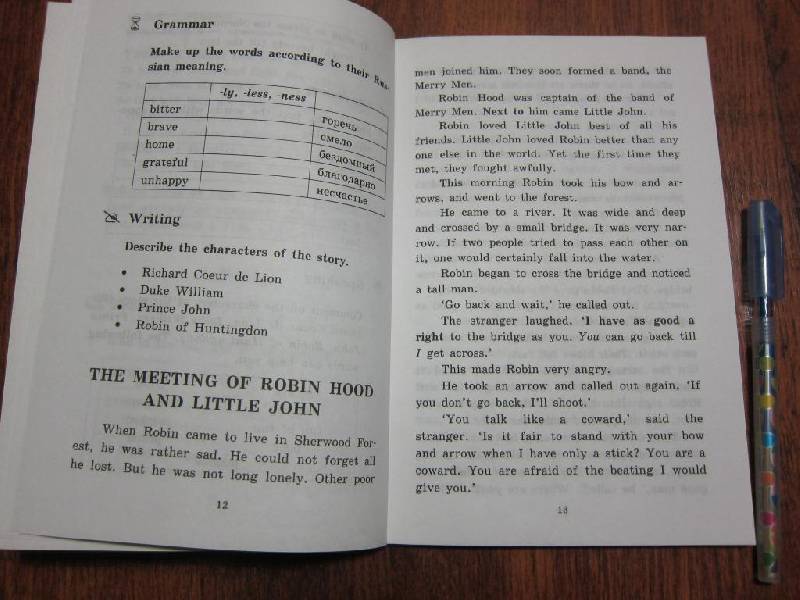 Grammar
Make up the words according to their Rus-
sian meaning.
-ly, -less, -ness
bitter горечь
brave смело
home бездомный
grateful благодарно
unhappy несчастье
Writing
Describe the characters of the story.
• Richard Coeur de Lion
• Duke William
• Prince John
• Robin of Huntingdon
THE MEETING OF ROBIN HOOD
AND LITTLE JOHN
When Robin came to live in Sherwood For-
est, he was rather sad. He could not forget all
he lost. But he was not long lonely. Other poor
12
men joined him. They soon formed a band, the
Merry Men.
Robin Hood was captain of the band of
Merry Men. Next to him came Little John.
Robin loved Little John best of all his
friends. Little John loved Robin better than any
one else in the world. Yet the first time they
met, they fought awfully.
This morning Robin took his bow and ar-
rows, and went to the forest.
He came to a river. It was wide and deep
and crossed by a small bridge. It was very nar-
row. If two people tried to pass each other on
it, one would certainly fall into the water.
Robin began to cross the bridge and noticed
a tall man.
'Go back and wait,' he called out.
The stranger laughed. 'I have as good a
right to the bridge as you. You can go back till
I get across.'
This made Robin very angry.
He took an arrow and called out again. 'If
you don't go back, I'll shoot.'
'You talk like a coward,' said the
stranger. 'Is it fair to stand with your bow
and arrow when I have only a stick? You are a
coward. You are afraid of the beating I would
give you.'
13